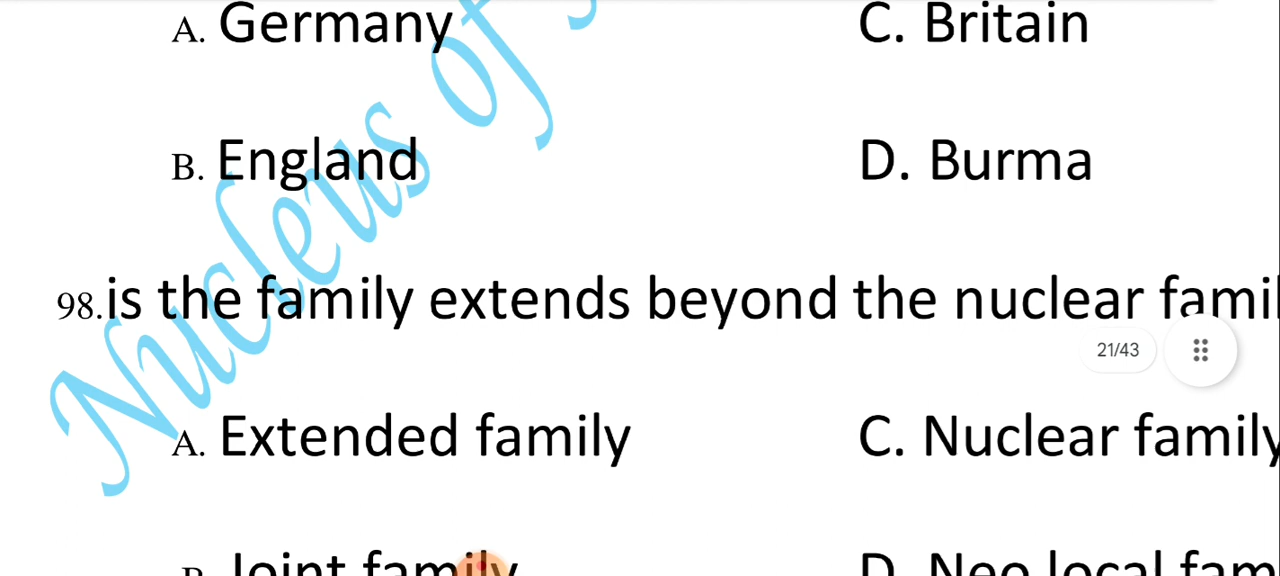 A. Germany C. Britain
B. England D. Burma
98.is the family extends beyond the nuclear famil
21/43
A. Extended family C. Nuclear family
B. Joint family D. Neo local fam
Nucleus of